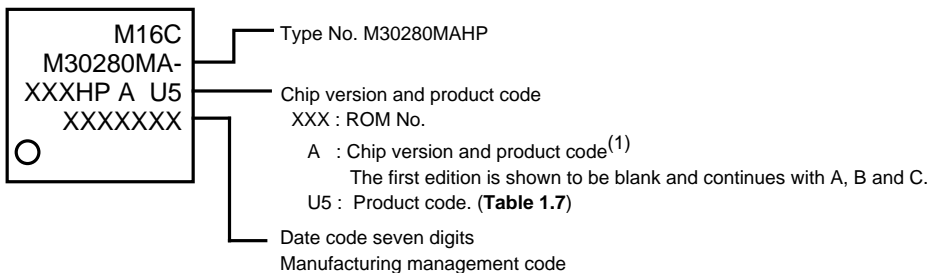 M16C
M30280MA-
XXXHP A U5
XXXXXXX
Type No. M30280MAHP
Chip version and product code
XXX : ROM No.
A : Chip version and product code(1)
The first edition is shown to be blank and continues with A, B and C.
U5 : Product code. (Table 1.7)
Date code seven digits
Manufacturing management code